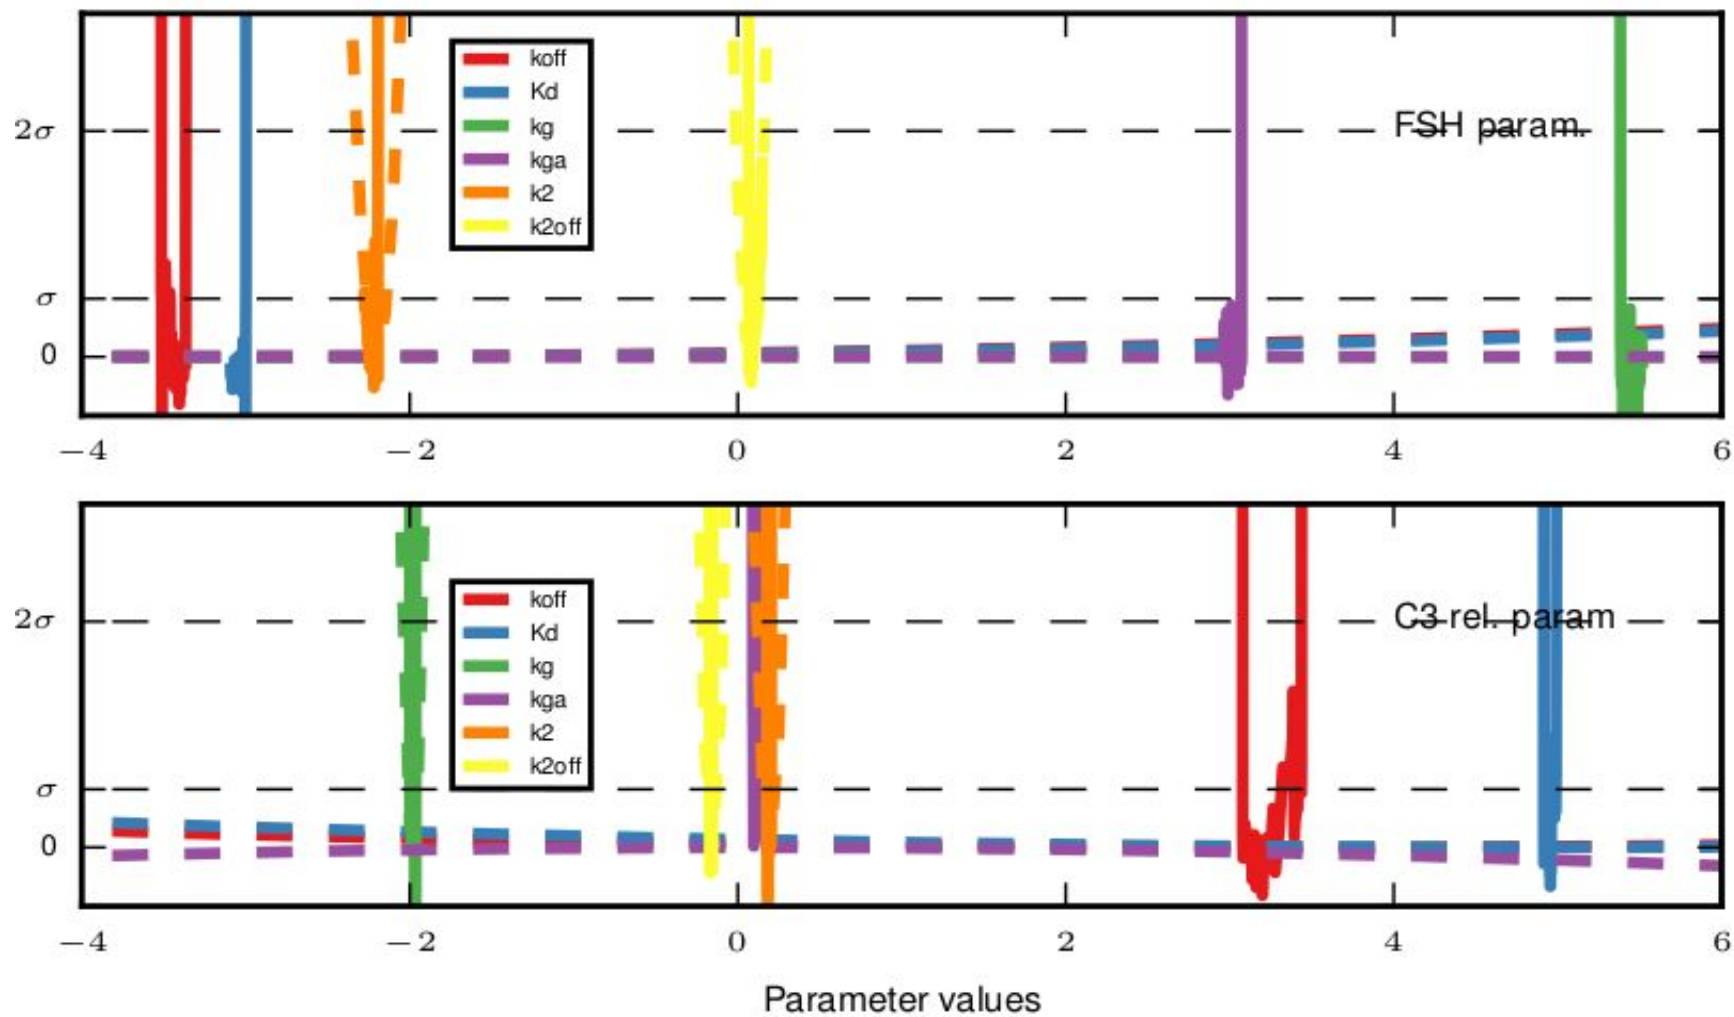 koff
Kd
kg
kga
k2
k2off
FSH param.
2σ
σ
0
−4 −2 0 2 4 6
koff
Kd
kg
kga
k2
k2off
C3 rel. param
2σ
σ
0
−4 −2 0 2 4 6
Parameter values